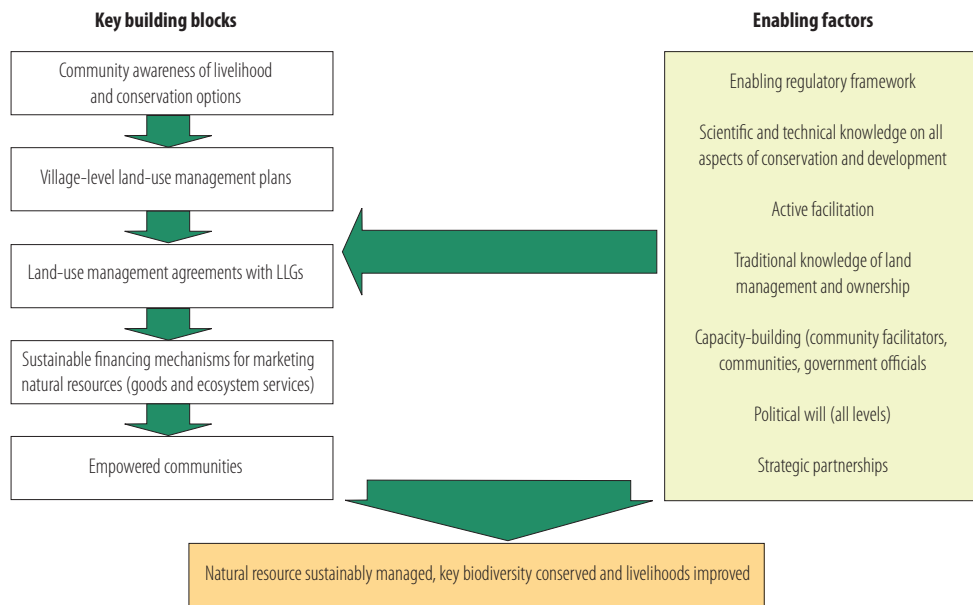 Key building blocks
Community awareness of livelihood
and conservation options
Village-level land-use management plans
Land-use management agreements with LLGs
Sustainable financing mechanisms for marketing
natural resources (goods and ecosystem services)
Empowered communities
Enabling factors
Enabling regulatory framework
Scientific and technical knowledge on all
aspects of conservation and development
Active facilitation
Traditional knowledge of land
management and ownership
Capacity-building (community facilitators,
communities, government officials
Political will (all levels)
Strategic partnerships
Natural resource sustainably managed, key biodiversity conserved and livelihoods improved